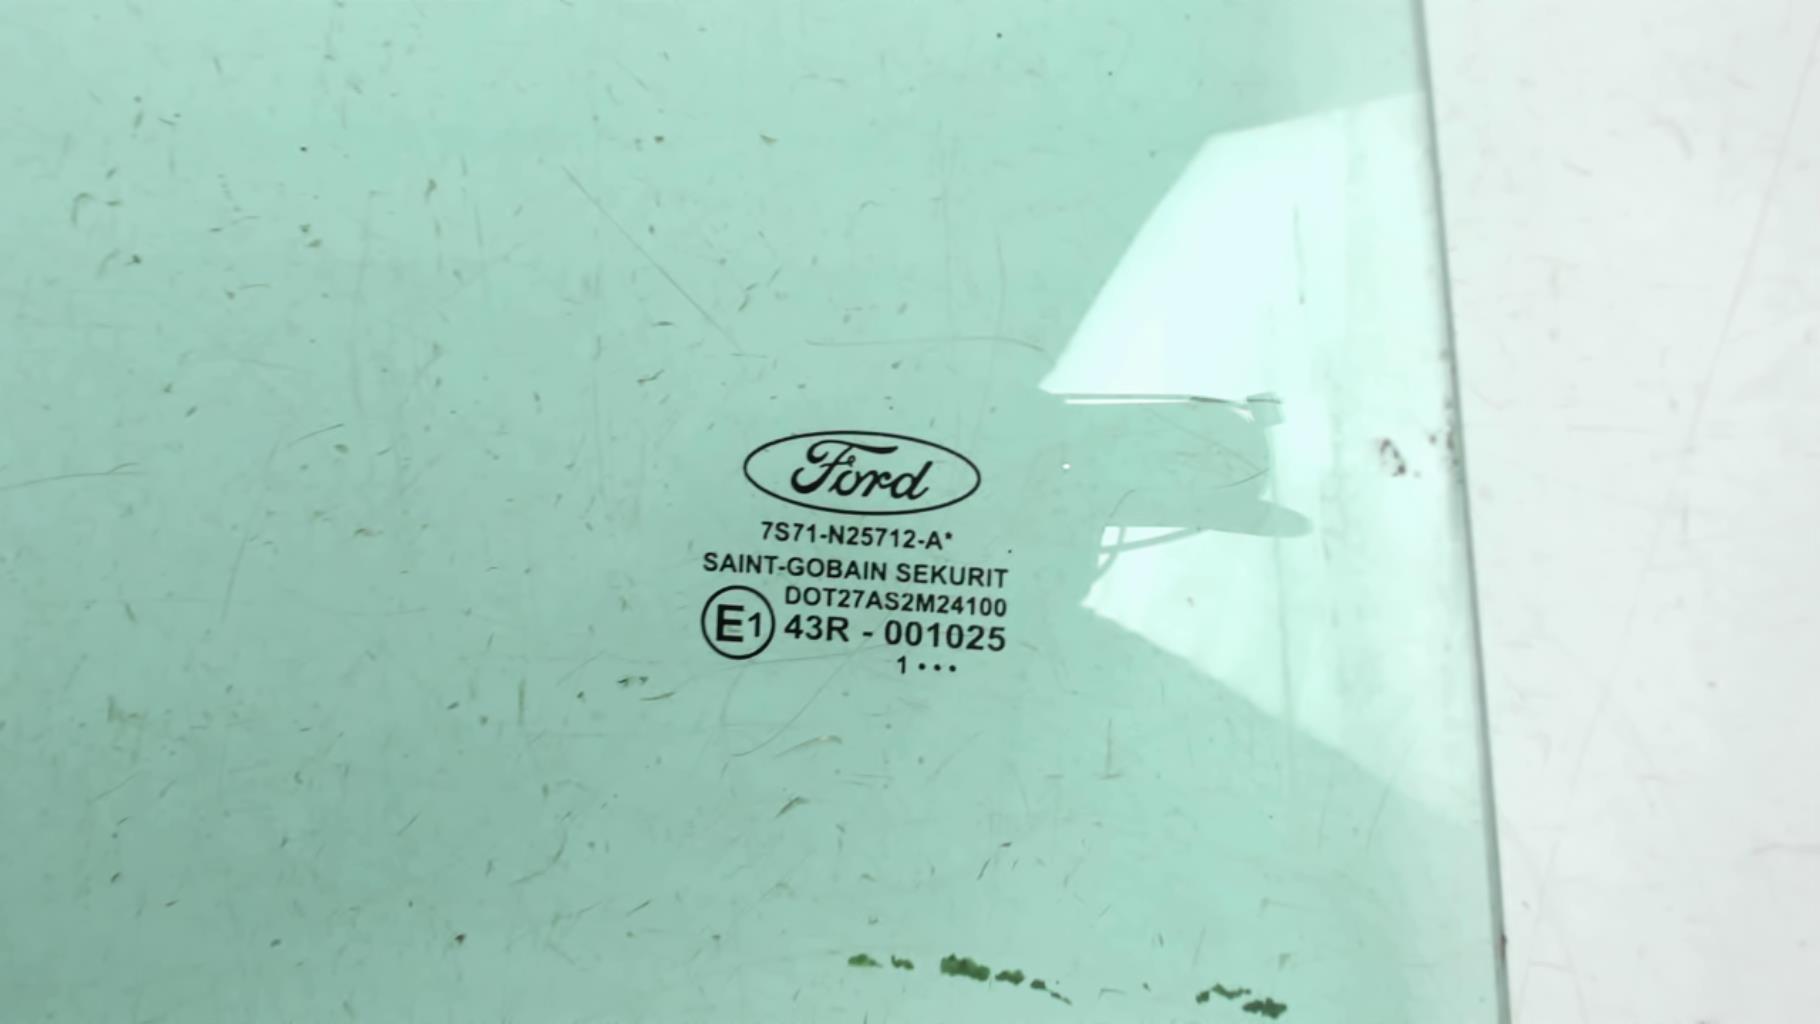 Ford
7S71-N25712-A*
SAINT-GOBAIN SEKURIT
DOT27AS2M24100
E1 43R - 001025
1 •••